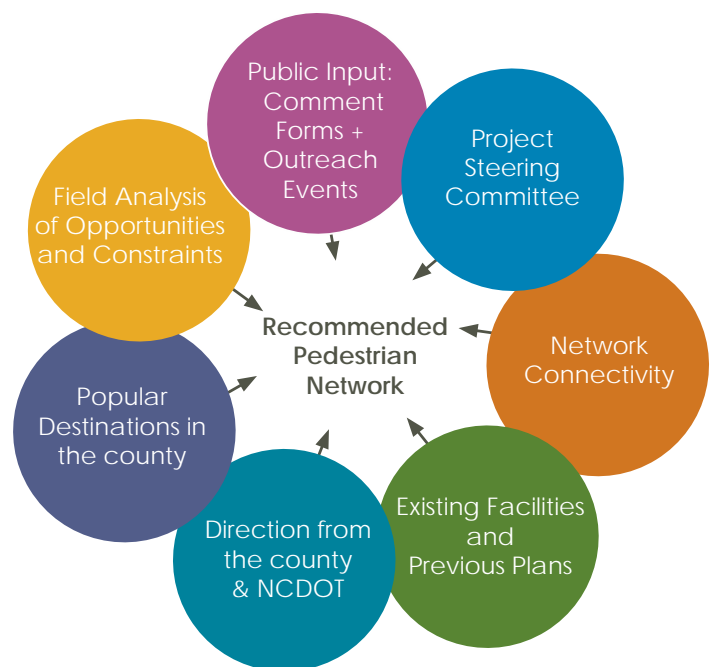 Public Input:
Comment
Forms +
Outreach
Events
Project
Steering
Committee
Network
Connectivity
Existing Facilities
and
Previous Plans
Direction from
the county
& NCDOT
Popular
Destinations in
the county
Field Analysis
of Opportunities
and Constraints
Recommended
Pedestrian
Network